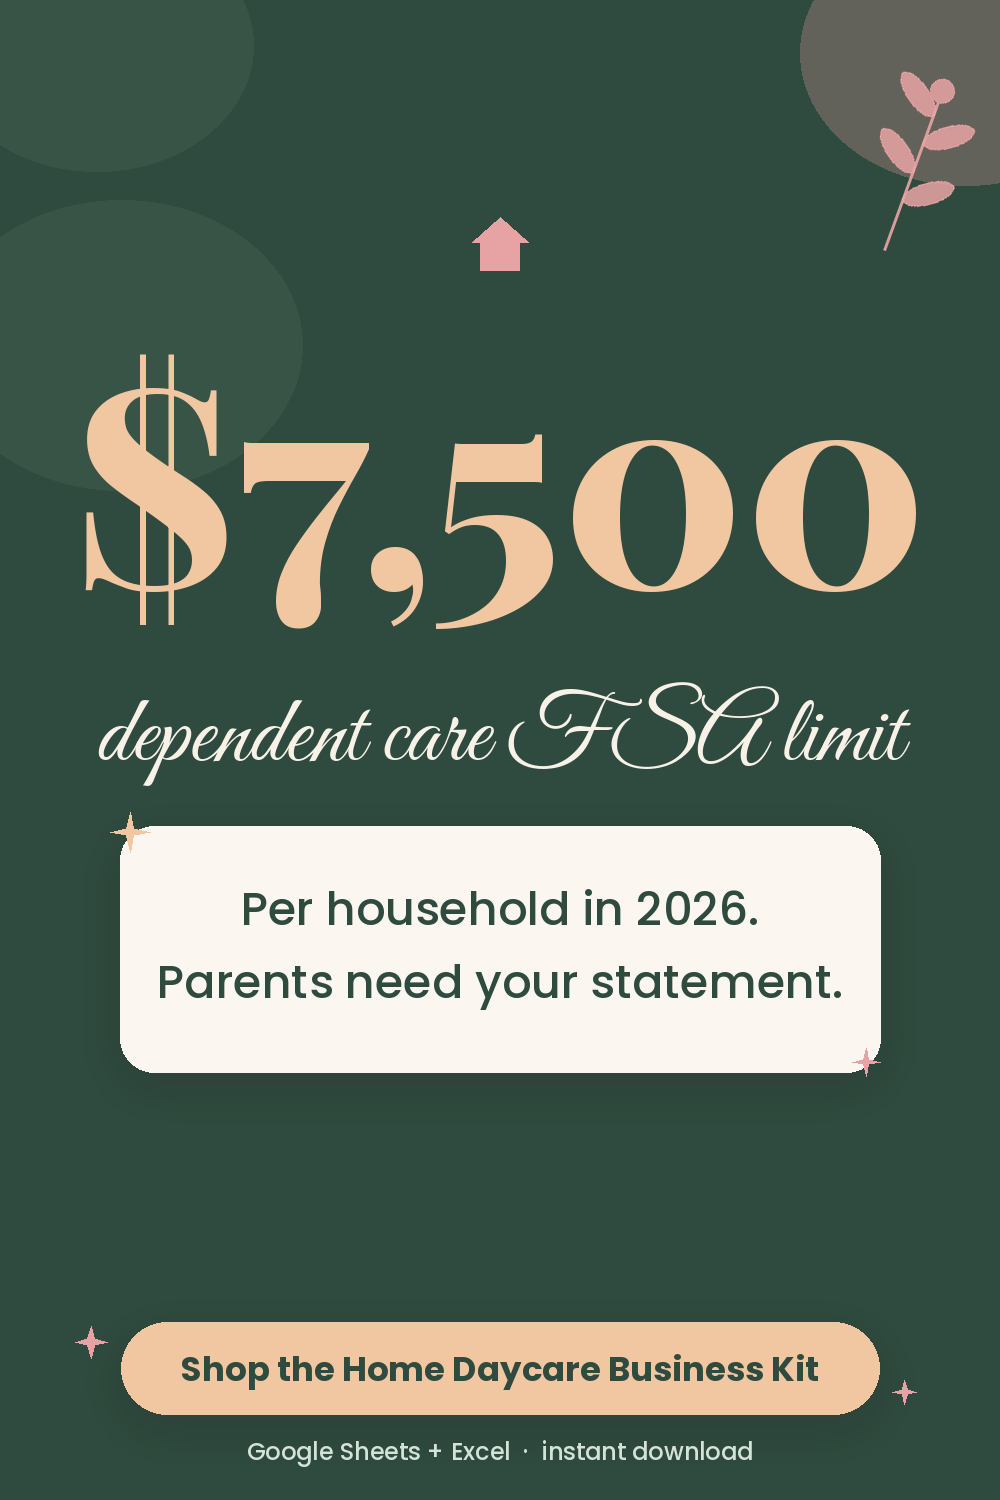 $7,500
dependent care FSA limit
Per household in 2026.
Parents need your statement.
Shop the Home Daycare Business Kit
Google Sheets + Excel · instant download